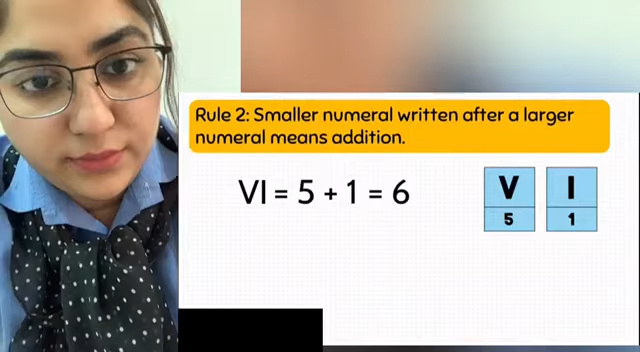 Rule 2: Smaller numeral written after a larger
numeral means addition.
VI = 5 + 1 = 6
V I
5 1